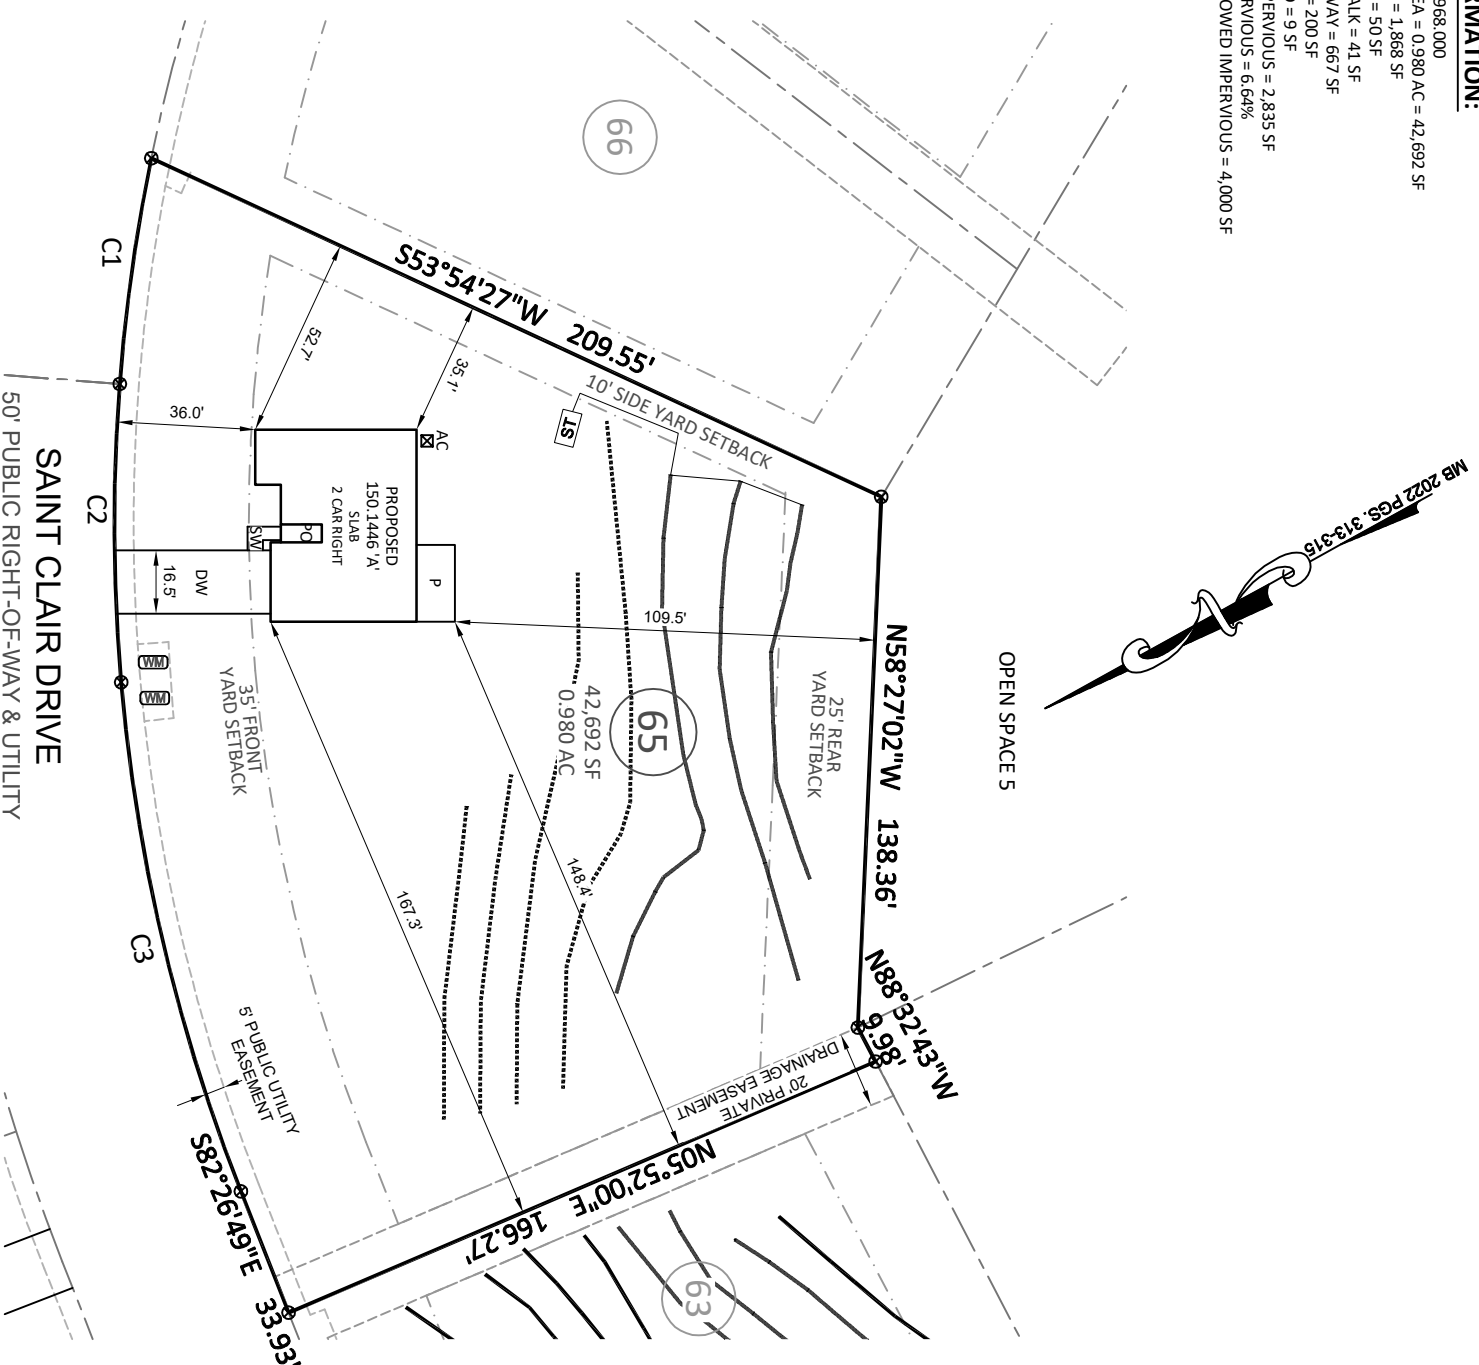 RMATION:
968.000
EA = 0.980 AC = 42,692 SF
= 1,868 SF
= 50 SF
ALK = 41 SF
WAY = 667 SF
= 200 SF
= 9 SF
PERVIOUS = 2,835 SF
RVIOUS = 6.64%
OWED IMPERVIOUS = 4,000 SF
MB 2022 PGS. 313-315
OPEN SPACE 5
66
S53°54'27"W 209.55'
10' SIDE YARD SETBACK
N58°27'02"W 138.36'
N88°32'43"W
9.98'
25' REAR
YARD SETBACK
52.7'
35.1'
ST
109.5'
AC
PROPOSED
150.1446 'A'
SLAB
2 CAR RIGHT
P
PO
SW
36.0'
DW
16.5'
65
42,692 SF
0.980 AC
148.4'
167.3'
20' PRIVATE
DRAINAGE EASEMENT
N05°52'00"E 166.27'
63
WM
WM
35' FRONT
YARD SETBACK
5' PUBLIC UTILITY
EASEMENT
C1
C2
C3
S82°26'49"E 33.93'
SAINT CLAIR DRIVE
50' PUBLIC RIGHT-OF-WAY & UTILITY